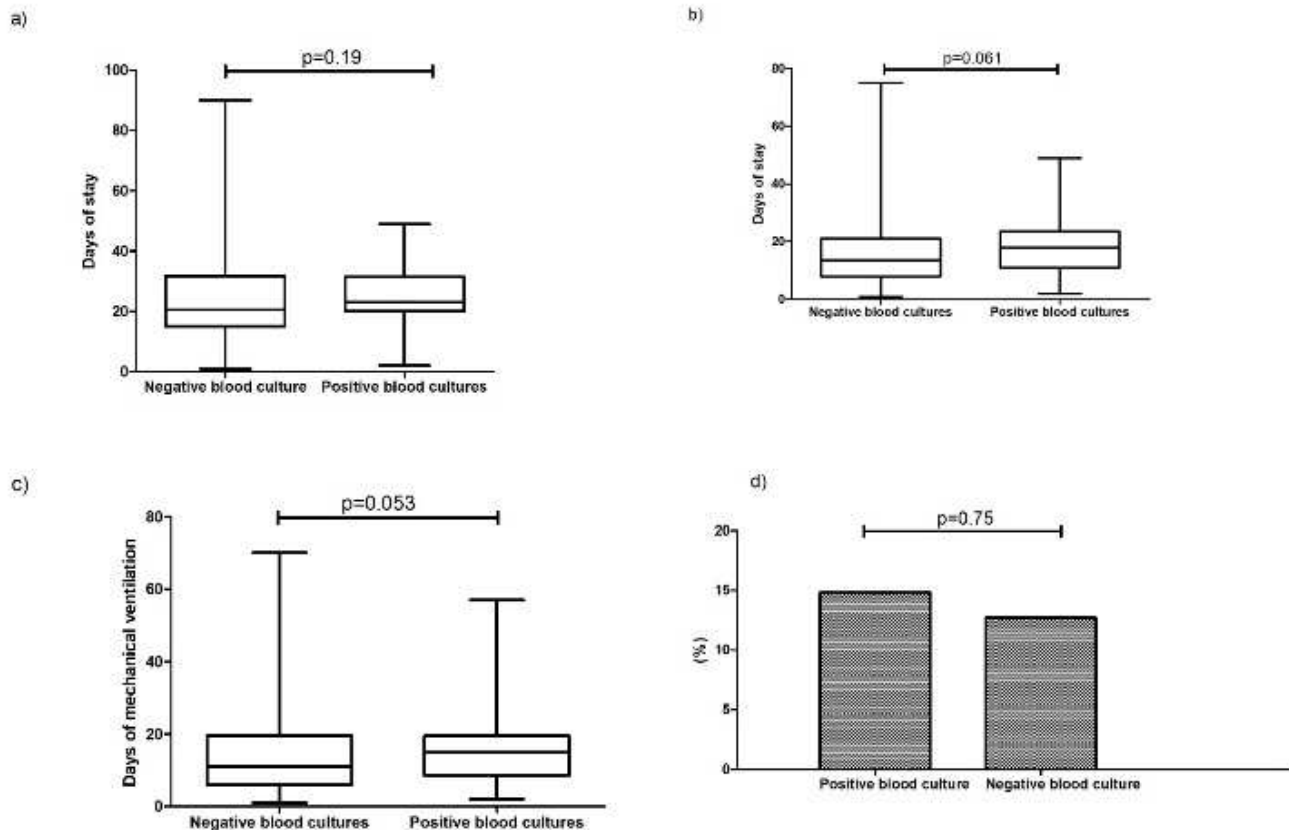 a)
p=0.19
100
80
60
40
20
0
Days of stay
Negative blood culture
Positive blood cultures
b)
p=0.061
80
60
40
20
0
Days of stay
Negative blood cultures
Positive blood cultures
c)
p=0.053
80
60
40
20
0
Days of mechanical ventilation
Negative blood cultures
Positive blood cultures
d)
p=0.75
20
15
10
5
0
(%)
Positive blood culture
Negative blood culture